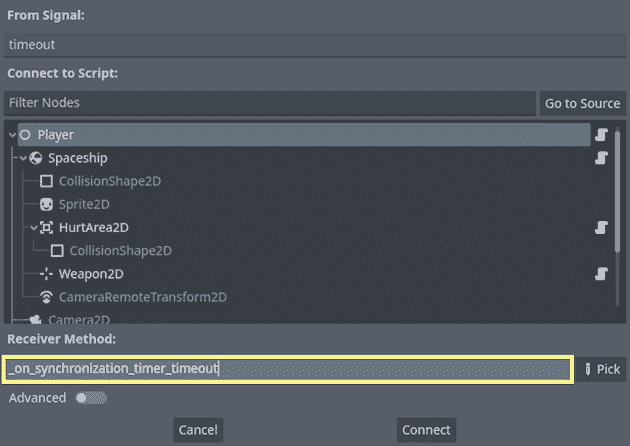 From Signal:
timeout
Connect to Script:
Filter Nodes Go to Source
Player
Spaceship
CollisionShape2D
Sprite2D
HurtArea2D
CollisionShape2D
Weapon2D
CameraRemoteTransform2D
Camera2D
Receiver Method:
_on_synchronization_timer_timeout Pick
Advanced
Cancel Connect